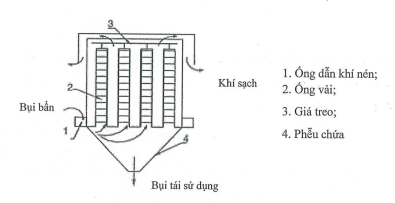 3
Khí sạch
2
Bụi bẩn
1
4
Bụi tái sử dụng
1. Ống dẫn khí nén;
2. Ống vải;
3. Giá treo;
4. Phễu chứa